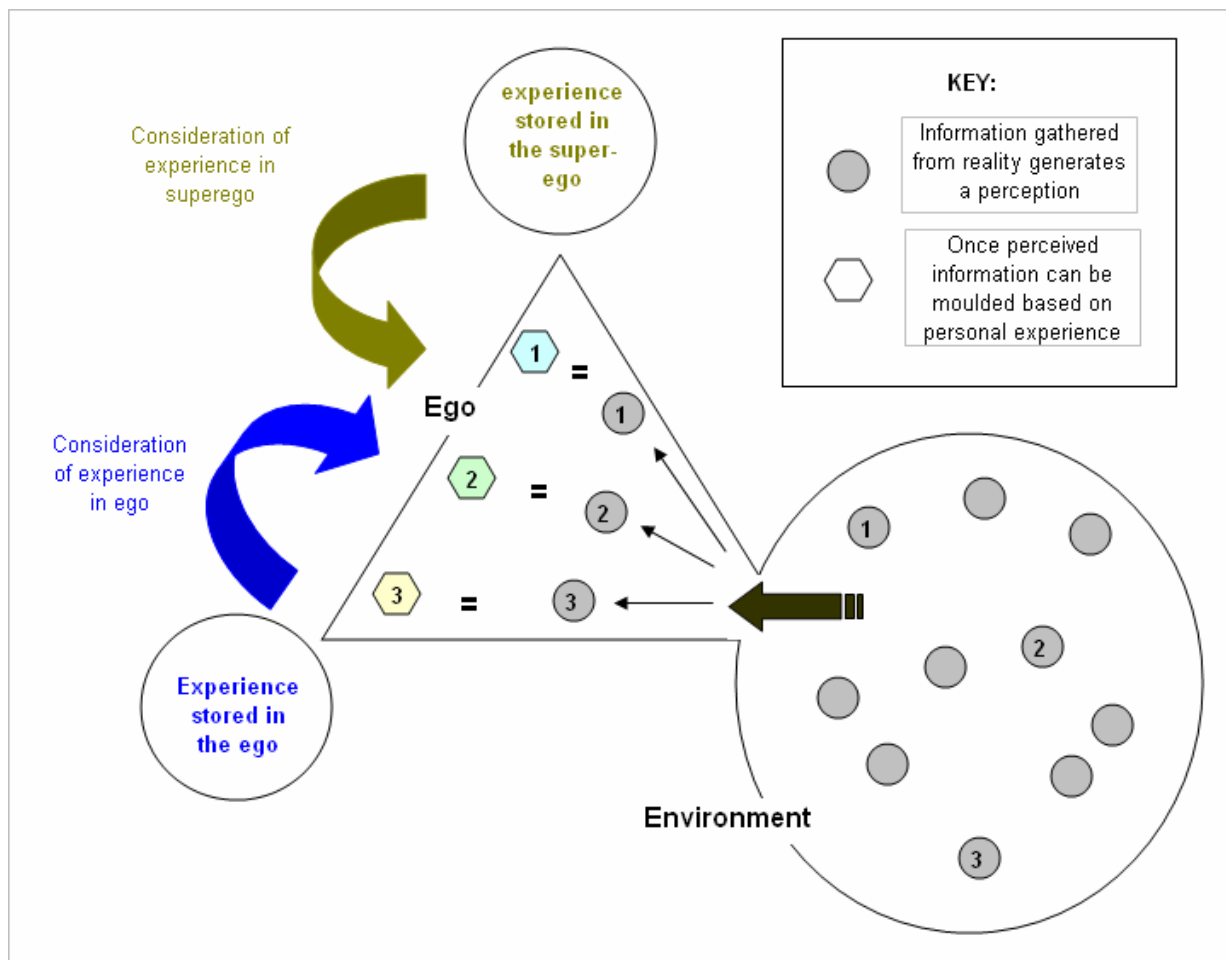 experience
stored in
the super-
ego
Consideration of
experience in
superego
KEY:
Information gathered
from reality generates
a perception
Once perceived
information can be
moulded based on
personal experience
1
=
1
Ego
Consideration
of experience
in ego
2
=
2
3
=
3
1
2
3
Experience
stored in
the ego
Environment